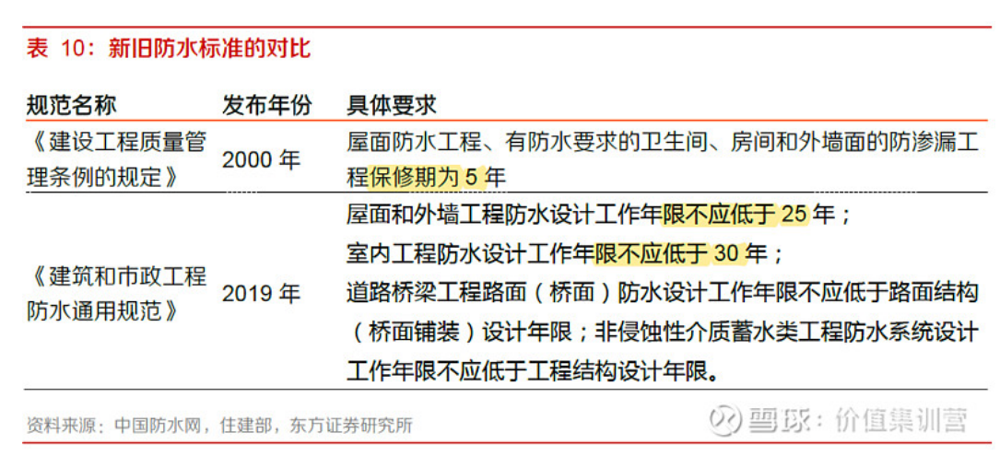 表 10：新旧防水标准的对比
规范名称 发布年份 具体要求
《建设工程质量管
理条例的规定》
2000 年
屋面防水工程、有防水要求的卫生间、房间和外墙面的防渗漏工
程保修期为 5 年
《建筑和市政工程
防水通用规范》
2019 年
屋面和外墙工程防水设计工作年限不应低于 25 年；
室内工程防水设计工作年限不应低于 30 年；
道路桥梁工程路面（桥面）防水设计工作年限不应低于路面结构
（桥面铺装）设计年限；非侵蚀性介质蓄水类工程防水系统设计
工作年限不应低于工程结构设计年限。
资料来源：中国防水网，住建部，东方证券研究所
雪球：价值集训营